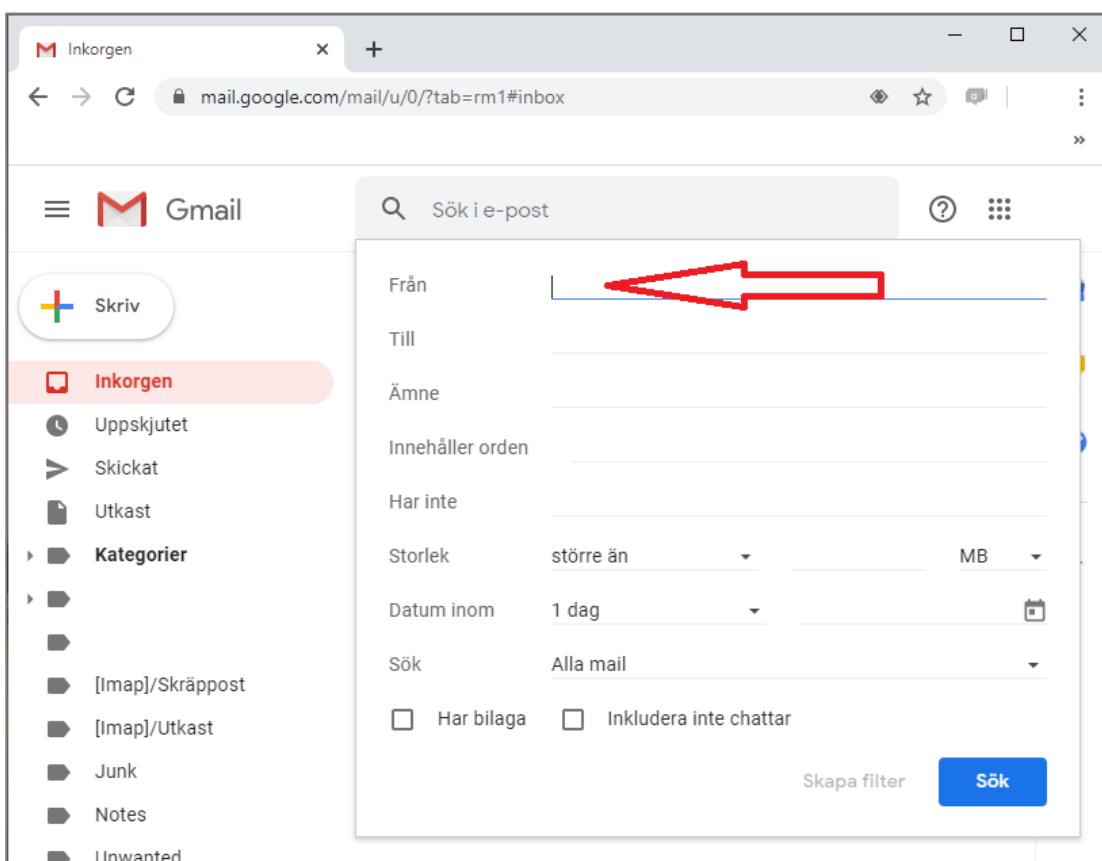 Inkorgen
mail.google.com/mail/u/0/?tab=rm1#inbox
Gmail
Sök i e-post
Skriv
Inkorgen
Uppskjutet
Skickat
Utkast
Kategorier
[Imap]/Skräppost
[Imap]/Utkast
Junk
Notes
Unwanted
Från
Till
Ämne
Innehåller orden
Har inte
Storlek större än MB
Datum inom 1 dag
Sök Alla mail
Har bilaga Inkludera inte chattar
Skapa filter Sök